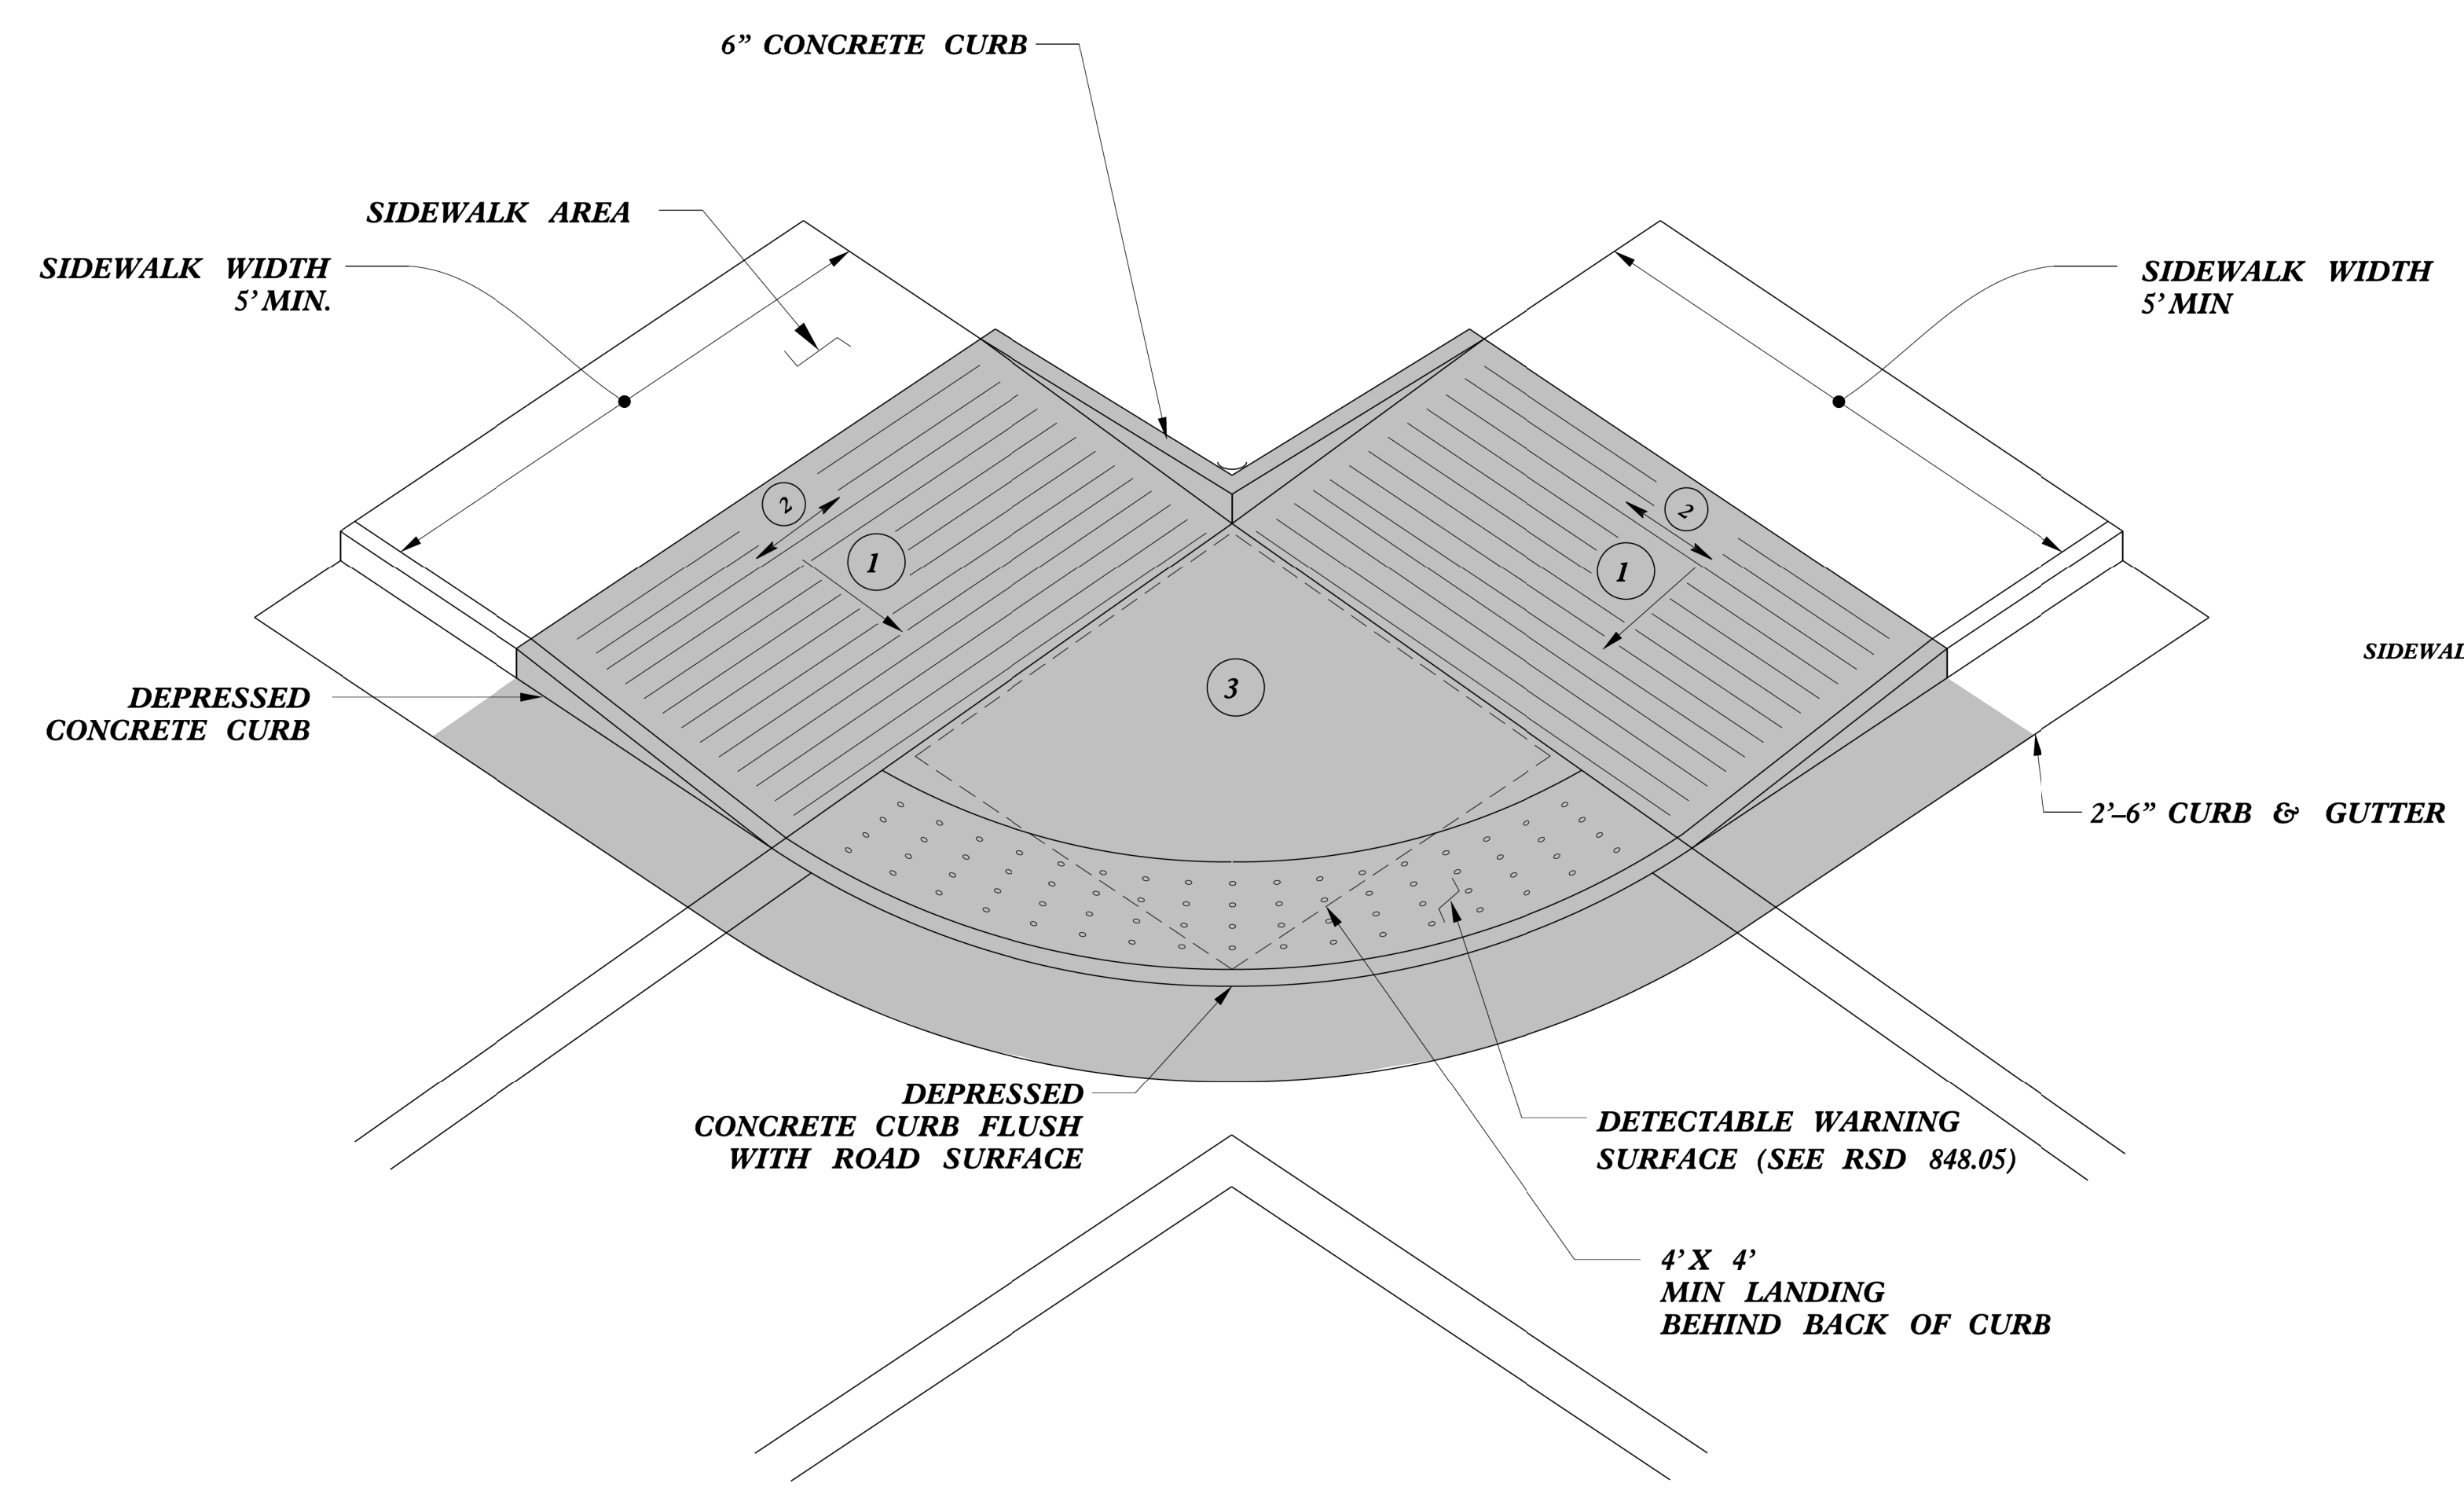 6” CONCRETE CURB
SIDEWALK AREA
SIDEWALK WIDTH
5’ MIN.
SIDEWALK WIDTH
5’ MIN
2
1
2
1
3
DEPRESSED
CONCRETE CURB
2’–6” CURB & GUTTER
DEPRESSED
CONCRETE CURB FLUSH
WITH ROAD SURFACE
DETECTABLE WARNING
SURFACE (SEE RSD 848.05)
4’ X 4’
MIN LANDING
BEHIND BACK OF CURB